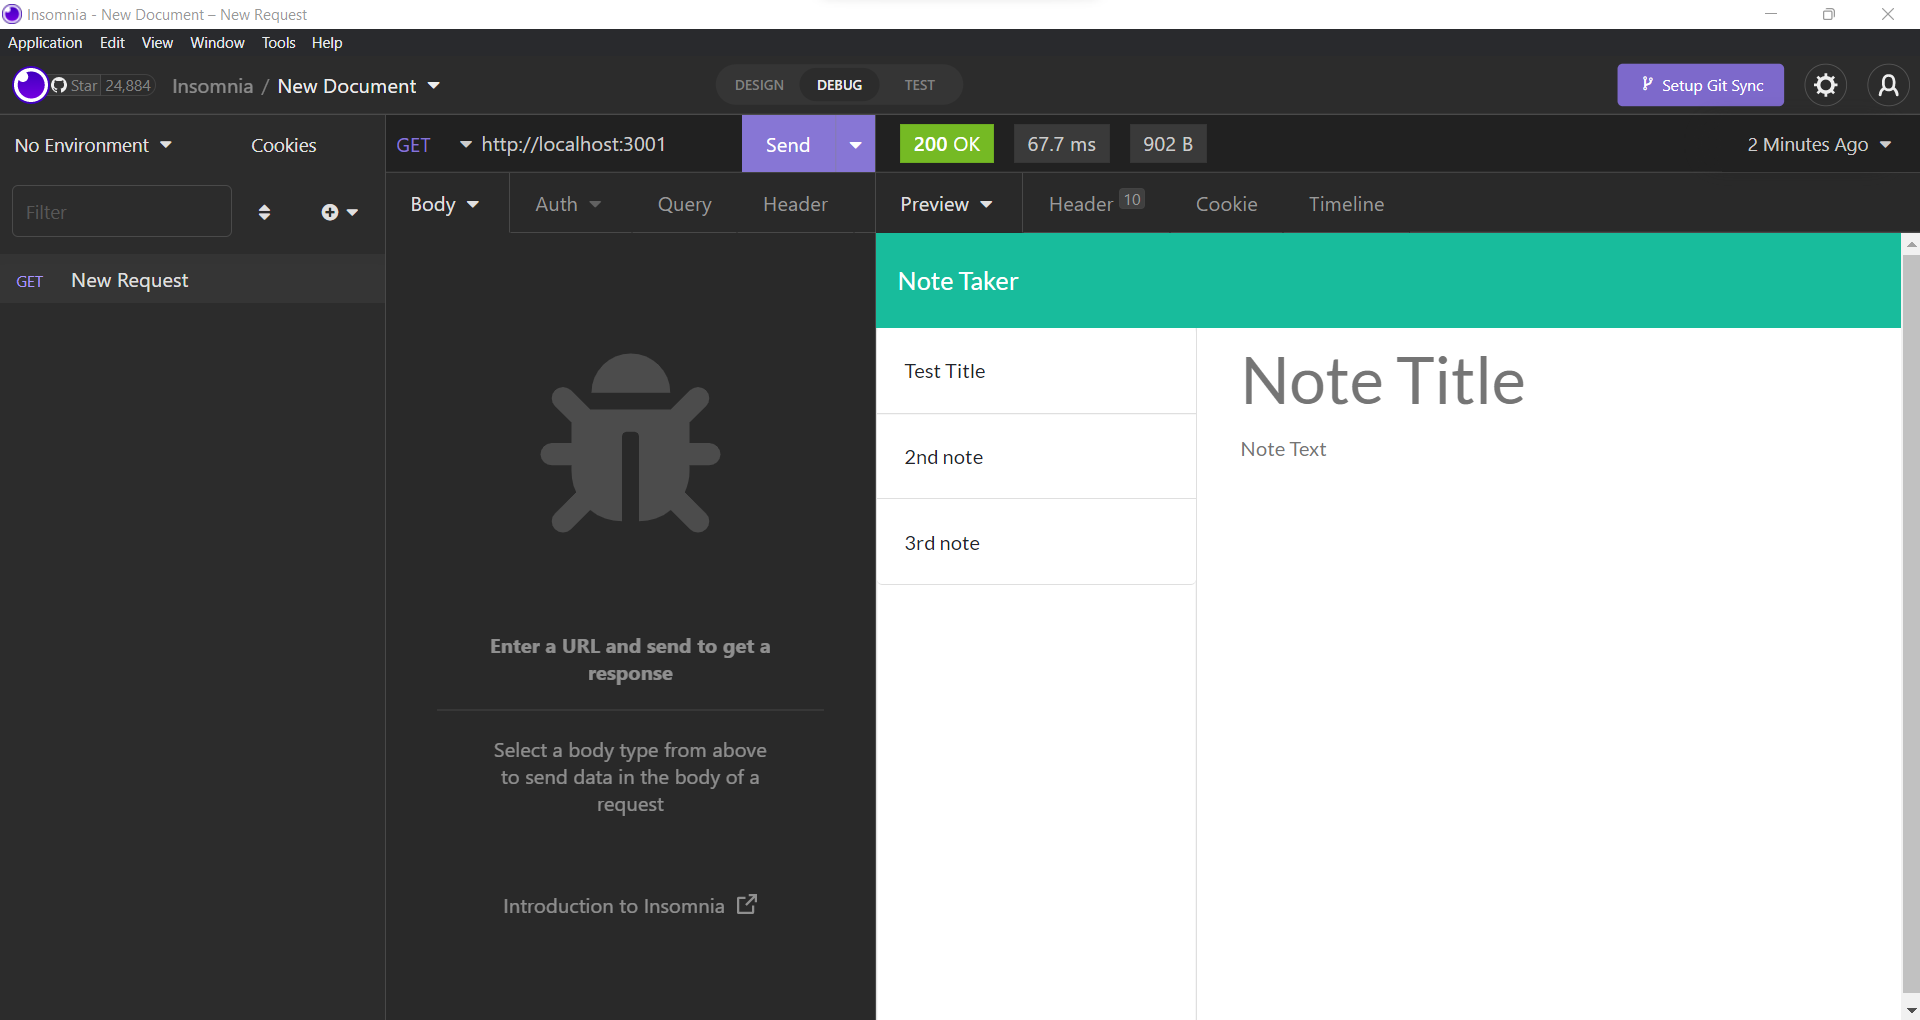 Insomnia - New Document – New Request
Application Edit View Window Tools Help
Star 24,884 Insomnia / New Document
DESIGN DEBUG TEST
Setup Git Sync
No Environment Cookies
GET http://localhost:3001 Send
200 OK 67.7 ms 902 B 2 Minutes Ago
Filter
Body Auth Query Header
Preview Header 10 Cookie Timeline
GET New Request
Enter a URL and send to get a
response
Select a body type from above
to send data in the body of a
request
Introduction to Insomnia
Note Taker
Test Title
2nd note
3rd note
Note Title
Note Text